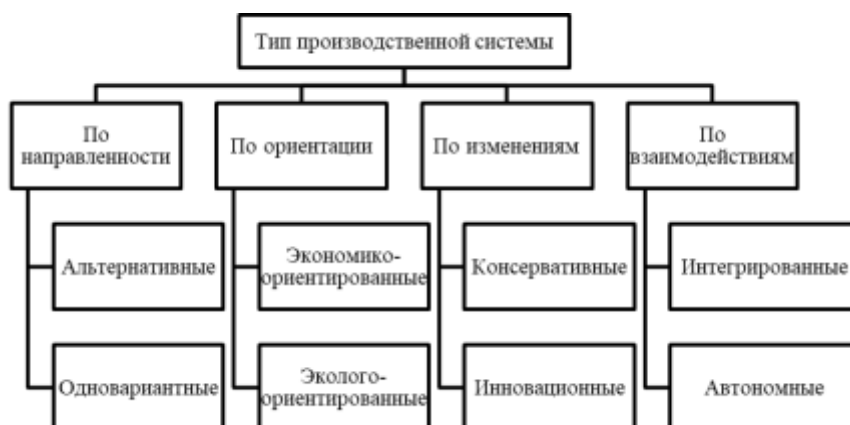 Тип производственной системы
По
направленности
По ориентации
По изменениям
По
взаимодействиям
Альтернативные
Экономико-
ориентированные
Консервативные
Интегрированные
Одновариантные
Эколого-
ориентированные
Инновационные
Автономные